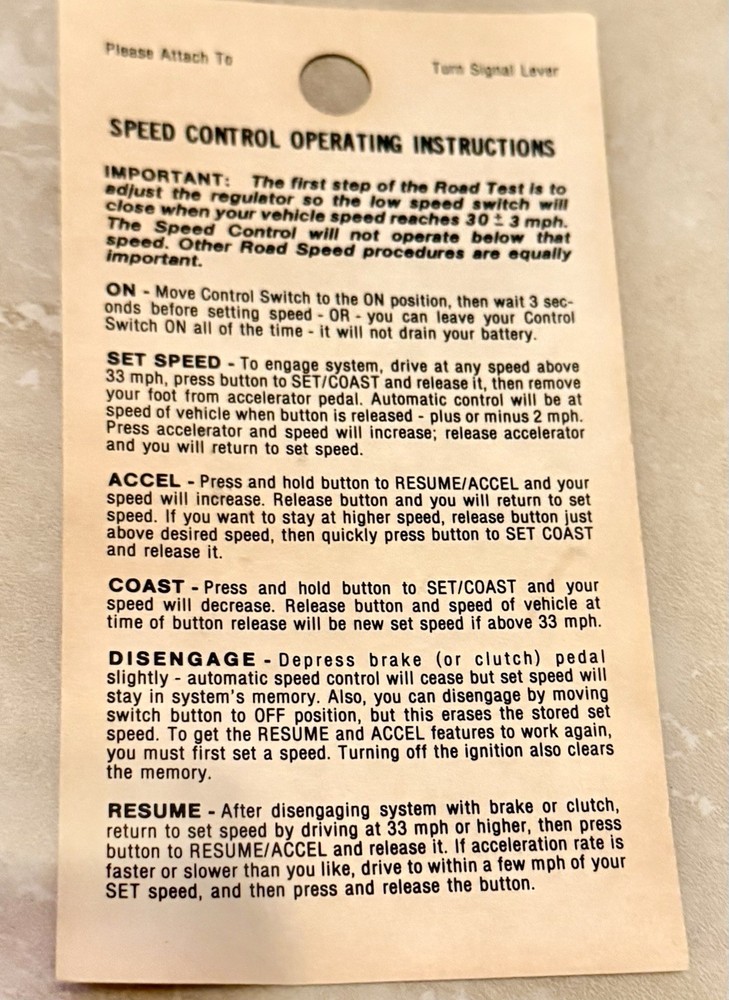 Please Attach To
Turn Signal Lever
SPEED CONTROL OPERATING INSTRUCTIONS
IMPORTANT: The first step of the Road Test is to
adjust the regulator so the low speed switch will
close when your vehicle speed reaches 30 ± 3 mph.
The Speed Control will not operate below that
speed. Other Road Speed procedures are equally
important.
ON - Move Control Switch to the ON position, then wait 3 sec-
onds before setting speed - OR - you can leave your Control
Switch ON all of the time - it will not drain your battery.
SET SPEED - To engage system, drive at any speed above
33 mph, press button to SET/COAST and release it, then remove
your foot from accelerator pedal. Automatic control will be at
speed of vehicle when button is released - plus or minus 2 mph.
Press accelerator and speed will increase; release accelerator
and you will return to set speed.
ACCEL - Press and hold button to RESUME/ACCEL and your
speed will increase. Release button and you will return to set
speed. If you want to stay at higher speed, release button just
above desired speed, then quickly press button to SET COAST
and release it.
COAST - Press and hold button to SET/COAST and your
speed will decrease. Release button and speed of vehicle at
time of button release will be new set speed if above 33 mph.
DISENGAGE - Depress brake (or clutch) pedal
slightly - automatic speed control will cease but set speed will
stay in system's memory. Also, you can disengage by moving
switch button to OFF position, but this erases the stored set
speed. To get the RESUME and ACCEL features to work again,
you must first set a speed. Turning off the ignition also clears
the memory.
RESUME - After disengaging system with brake or clutch,
return to set speed by driving at 33 mph or higher, then press
button to RESUME/ACCEL and release it. If acceleration rate is
faster or slower than you like, drive to within a few mph of your
SET speed, and then press and release the button.